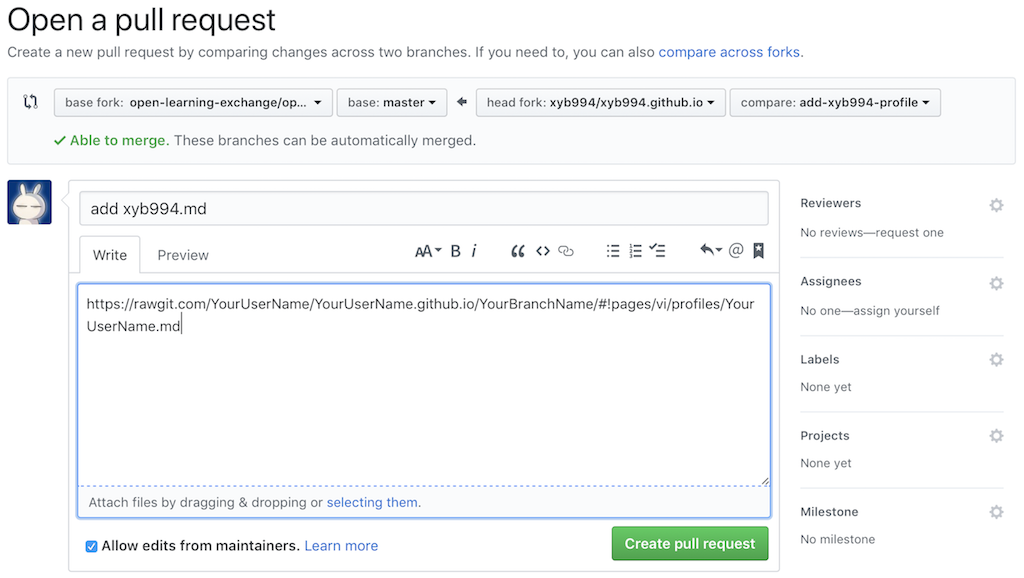 Open a pull request
Create a new pull request by comparing changes across two branches. If you need to, you can also compare across forks.
base fork: open-learning-exchange/op... base: master head fork: xyb994/xyb994.github.io compare: add-xyb994-profile
Able to merge. These branches can be automatically merged.
add xyb994.md
Write Preview AA B i @
https://rawgit.com/YourUserName/YourUserName.github.io/YourBranchName/#!pages/vi/profiles/Your
UserName.md
Attach files by dragging & dropping or selecting them.
Allow edits from maintainers. Learn more Create pull request
Reviewers
No reviews—request one
Assignees
No one—assign yourself
Labels
None yet
Projects
None yet
Milestone
No milestone